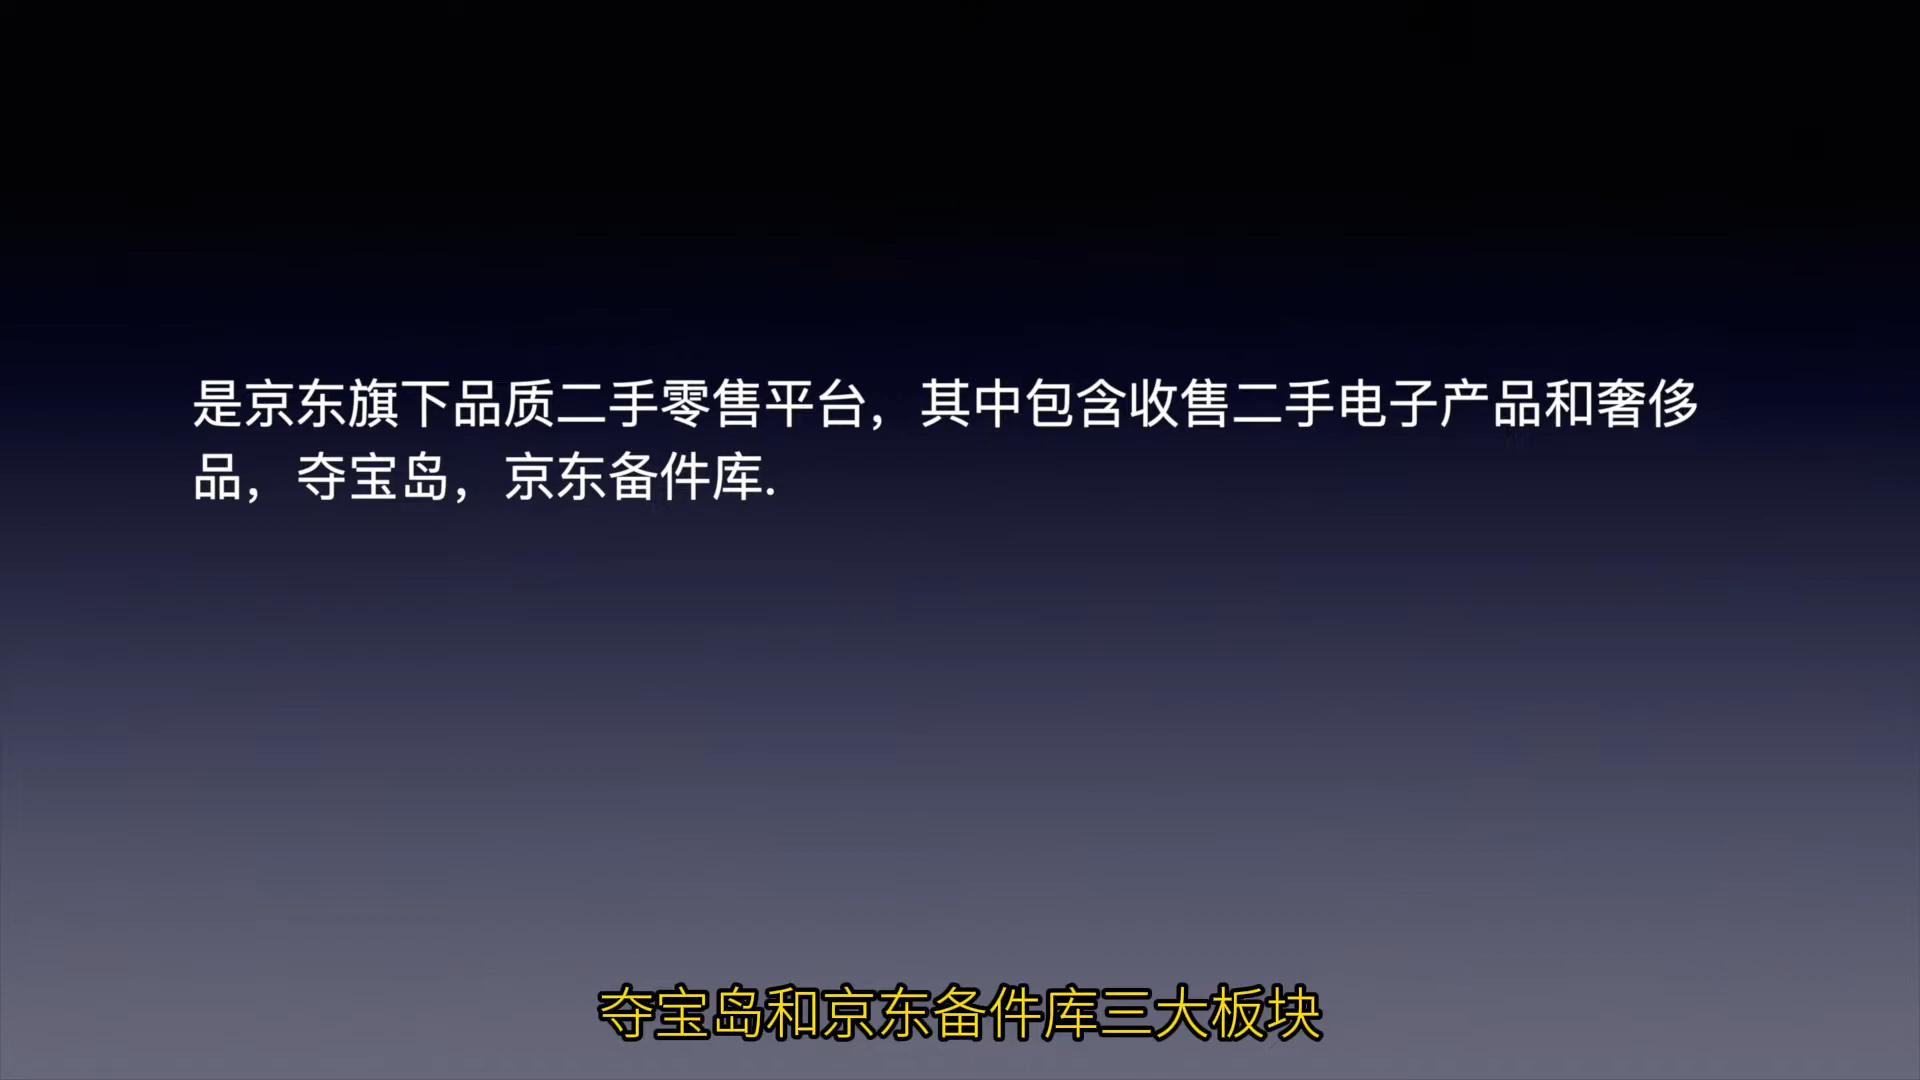 是京东旗下品质二手零售平台，其中包含收售二手电子产品和奢侈
品，夺宝岛，京东备件库.
夺宝岛和京东备件库三大板块